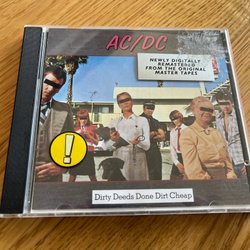 AC/DC
NEWLY DIGITALLY
REMASTERED
FROM THE ORIGINAL
MASTER TAPES
!
Dirty Deeds Done Dirt Cheap